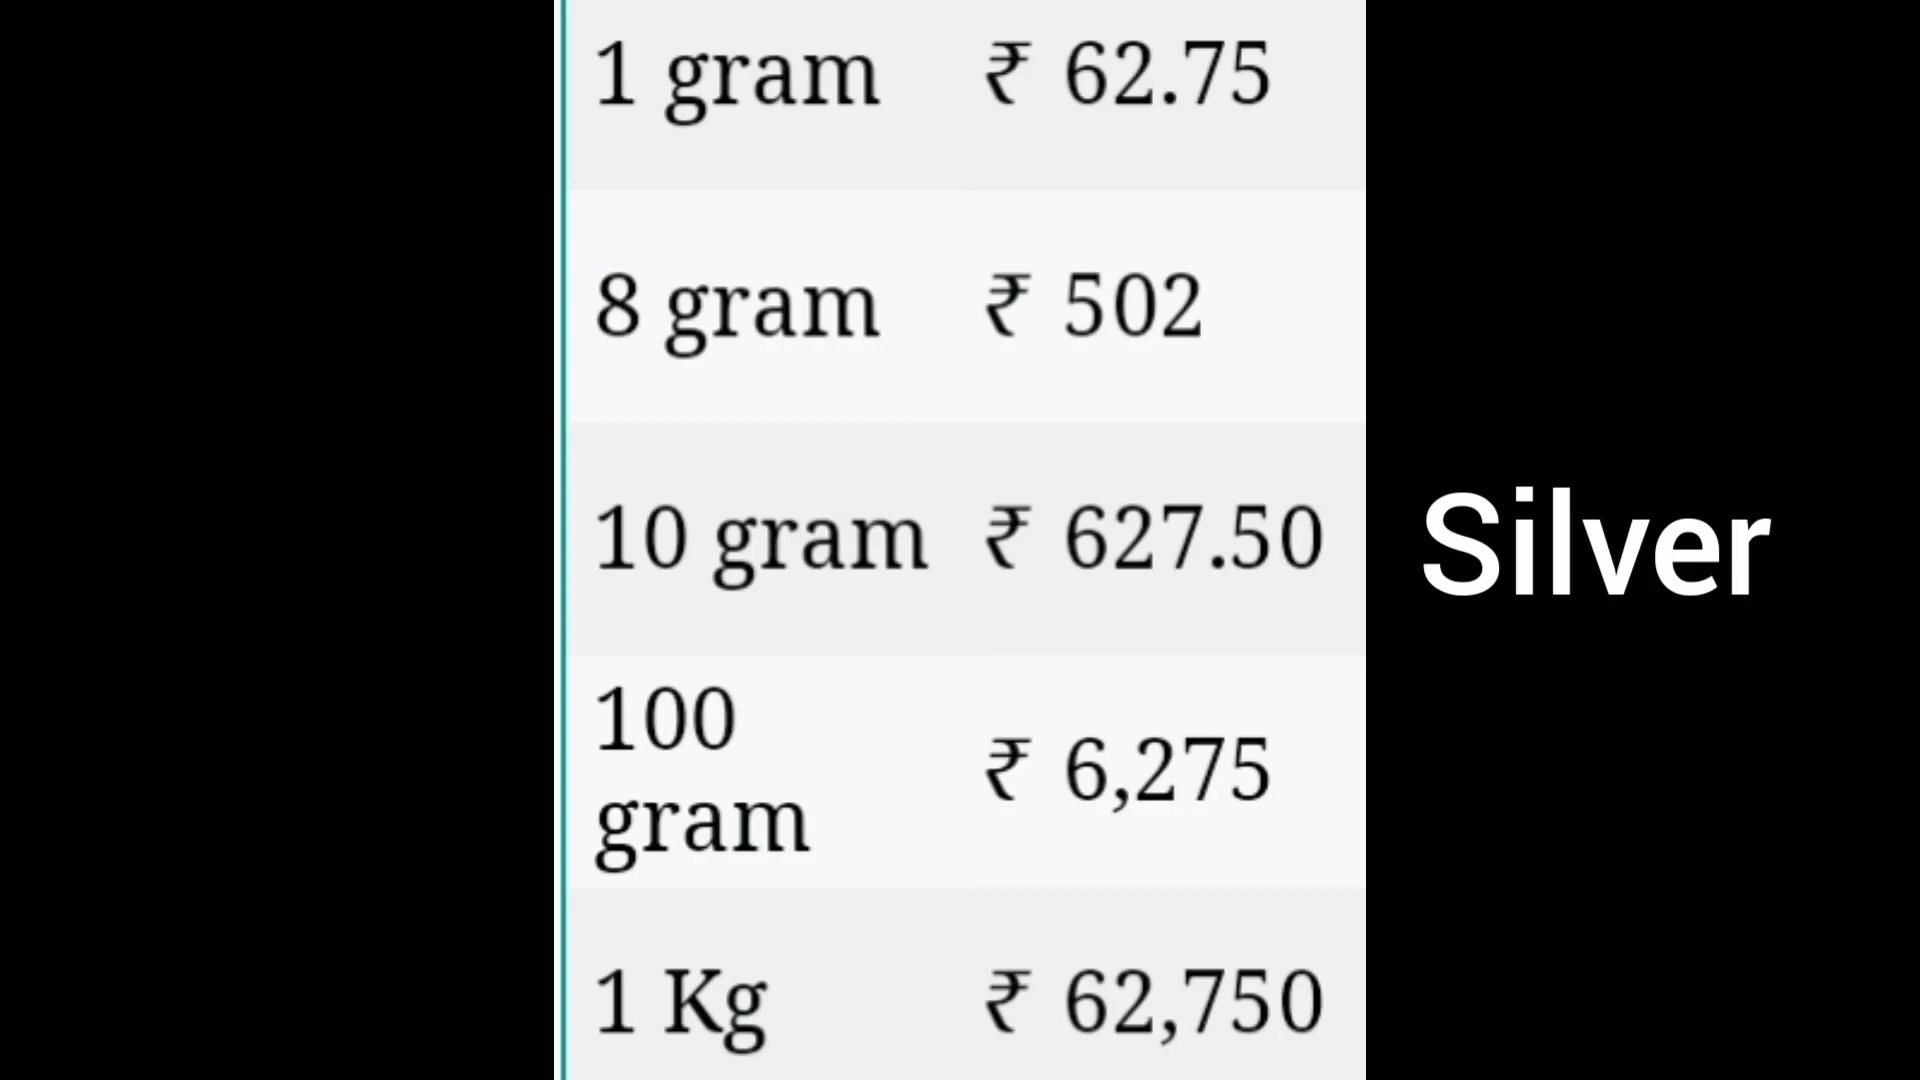 1 gram ₹ 62.75
8 gram ₹ 502
10 gram ₹ 627.50
100
gram ₹ 6,275
1 Kg ₹ 62,750
Silver